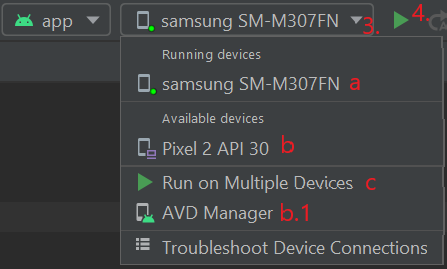 app samsung SM-M307FN 3. 4.
Running devices
samsung SM-M307FN a
Available devices
Pixel 2 API 30 b
Run on Multiple Devices c
AVD Manager b.1
Troubleshoot Device Connections